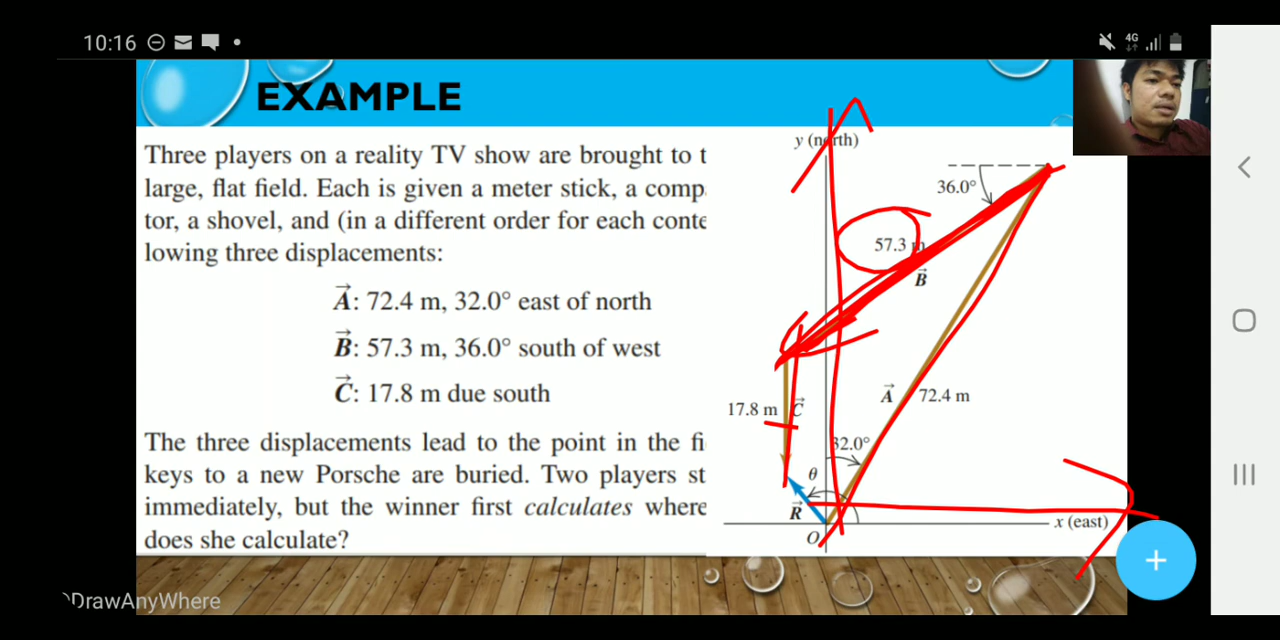 10:16
4G
EXAMPLE
Three players on a reality TV show are brought to t
large, flat field. Each is given a meter stick, a comp
tor, a shovel, and (in a different order for each conte
lowing three displacements:
A: 72.4 m, 32.0° east of north
B: 57.3 m, 36.0° south of west
C: 17.8 m due south
The three displacements lead to the point in the fi
keys to a new Porsche are buried. Two players st
immediately, but the winner first calculates where
does she calculate?
y (north)
36.0°
57.3 m
B
A 72.4 m
17.8 m C
32.0°
θ
R
x (east)
O
DrawAnyWhere